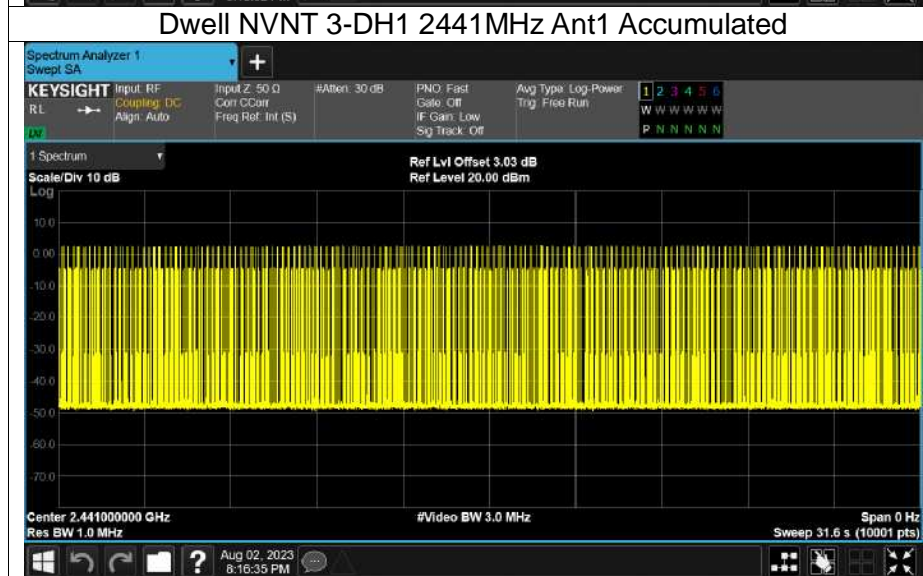 Dwell NVNT 3-DH1 2441MHz Ant1 Accumulated
Spectrum Analyzer 1
Swept SA
+
KEYSIGHT Input: RF Input Z: 50 Ω #Atten: 30 dB PNO: Fast Avg Type: Log-Power 1 2 3 4 5 6
RL Coupling: DC Corr CCorr Gate: Off Trig: Free Run W W W W W W
Align: Auto Freq Ref: Int (S) IF Gain: Low
Sig Track: Off P N N N N N
1 Spectrum
Ref Lvl Offset 3.03 dB
Scale/Div 10 dB Ref Level 20.00 dBm
Log
10.0
0.00
-10.0
-20.0
-30.0
-40.0
-50.0
-60.0
-70.0
Center 2.441000000 GHz #Video BW 3.0 MHz Span 0 Hz
Res BW 1.0 MHz Sweep 31.6 s (10001 pts)
? Aug 02, 2023
8:16:35 PM